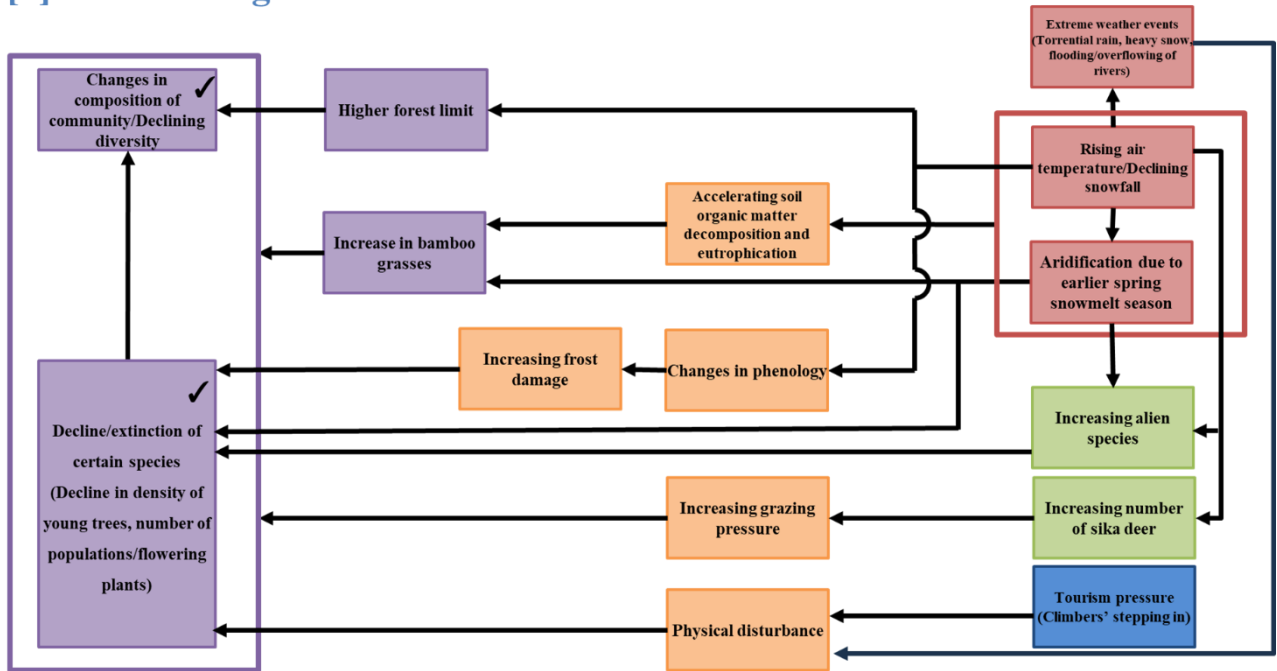 Extreme weather events
(Torrential rain, heavy snow,
flooding/overflowing of
rivers)
Changes in
composition of
community/Declining
diversity
✓
Higher forest limit
Rising air
temperature/Declining
snowfall
Accelerating soil
organic matter
decomposition and
eutrophication
Increase in bamboo
grasses
Aridification due to
earlier spring
snowmelt season
Increasing frost
damage
Changes in phenology
✓
Decline/extinction of
certain species
(Decline in density of
young trees, number of
populations/flowering
plants)
Increasing alien
species
Increasing grazing
pressure
Increasing number
of sika deer
Tourism pressure
(Climbers' stepping in)
Physical disturbance